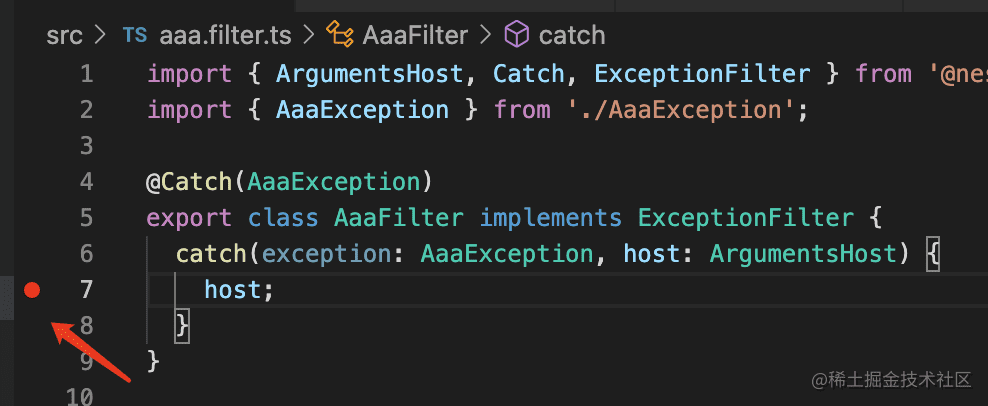 src > TS aaa.filter.ts > AaaFilter > catch
1 import { ArgumentsHost, Catch, ExceptionFilter } from '@nes
2 import { AaaException } from './AaaException';
3
4 @Catch(AaaException)
5 export class AaaFilter implements ExceptionFilter {
6 catch(exception: AaaException, host: ArgumentsHost) {
7 host;
8 }
9 }
10
@稀土掘金技术社区